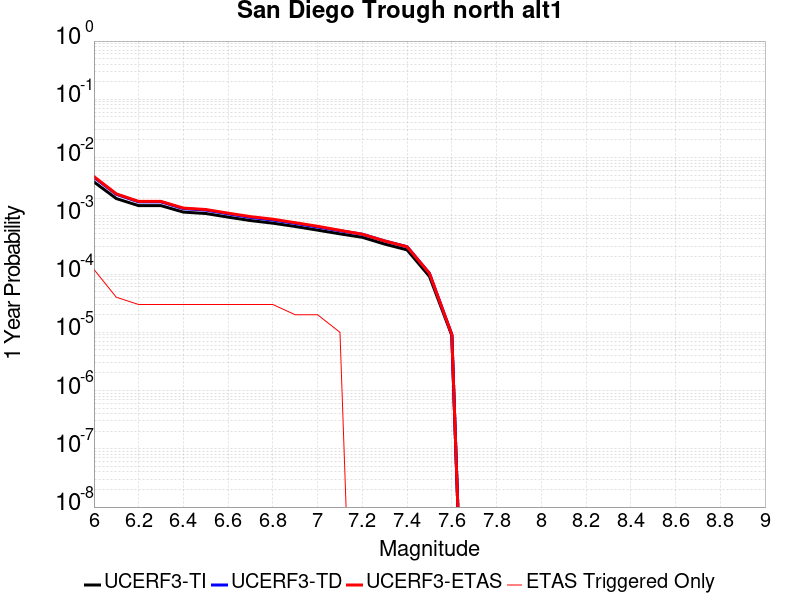 San Diego Trough north alt1
10^0
10^-1
10^-2
10^-3
10^-4
10^-5
10^-6
10^-7
10^-8
1 Year Probability
6 6.2 6.4 6.6 6.8 7 7.2 7.4 7.6 7.8 8 8.2 8.4 8.6 8.8 9
Magnitude
UCERF3-TI UCERF3-TD UCERF3-ETAS ETAS Triggered Only